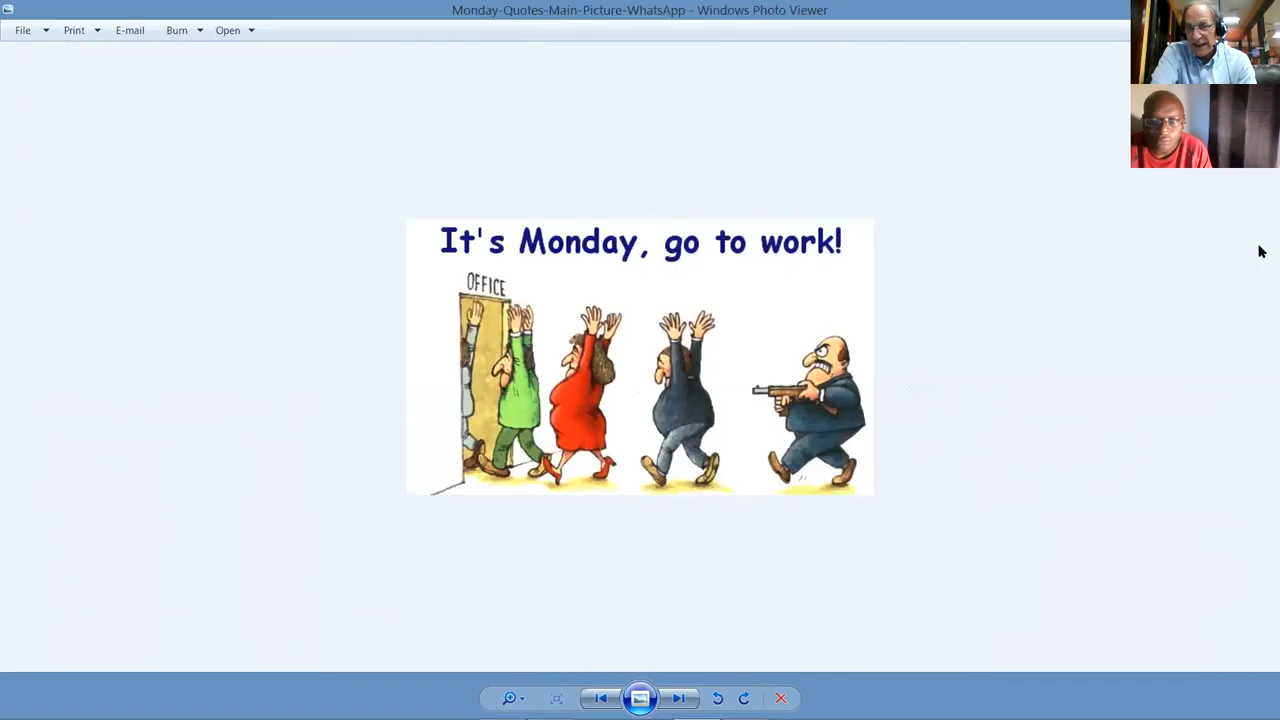 Monday-Quotes-Main-Picture-WhatsApp - Windows Photo Viewer
File Print E-mail Burn Open
It's Monday, go to work!
OFFICE